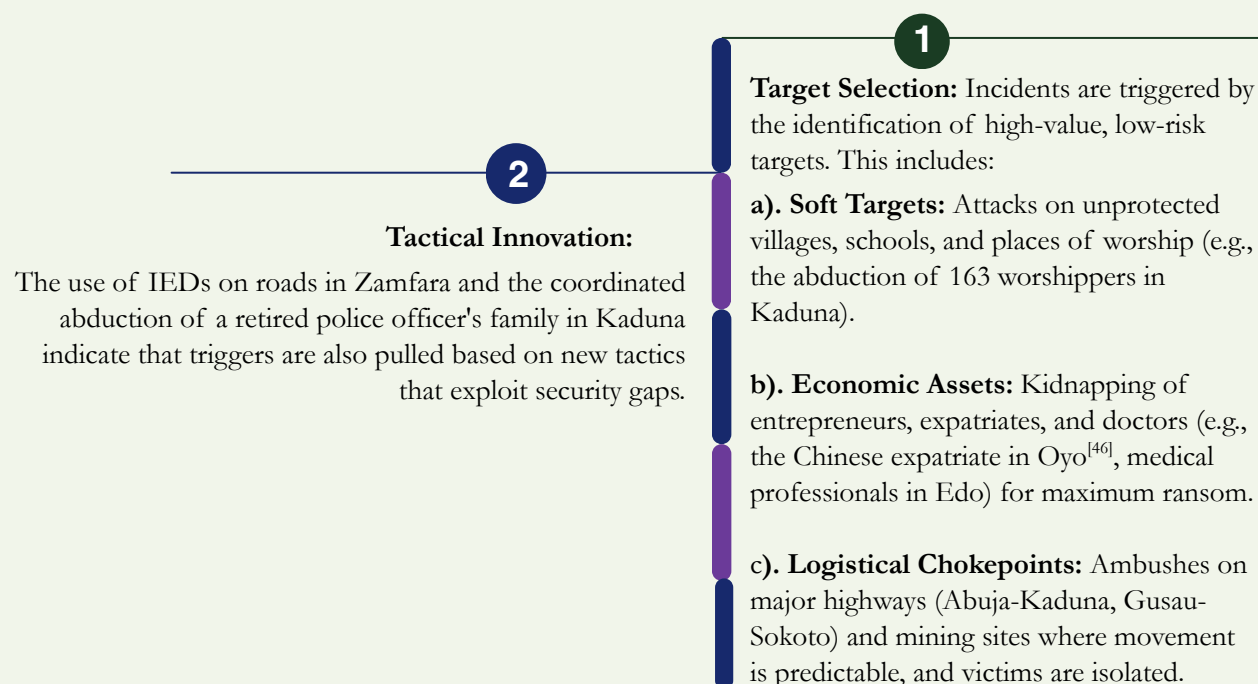 1
Target Selection: Incidents are triggered by
the identification of high-value, low-risk
targets. This includes:
a). Soft Targets: Attacks on unprotected
villages, schools, and places of worship (e.g.,
the abduction of 163 worshippers in
Kaduna).
b). Economic Assets: Kidnapping of
entrepreneurs, expatriates, and doctors (e.g.,
the Chinese expatriate in Oyo[46], medical
professionals in Edo) for maximum ransom.
c). Logistical Chokepoints: Ambushes on
major highways (Abuja-Kaduna, Gusau-
Sokoto) and mining sites where movement
is predictable, and victims are isolated.
2
Tactical Innovation:
The use of IEDs on roads in Zamfara and the coordinated
abduction of a retired police officer's family in Kaduna
indicate that triggers are also pulled based on new tactics
that exploit security gaps.